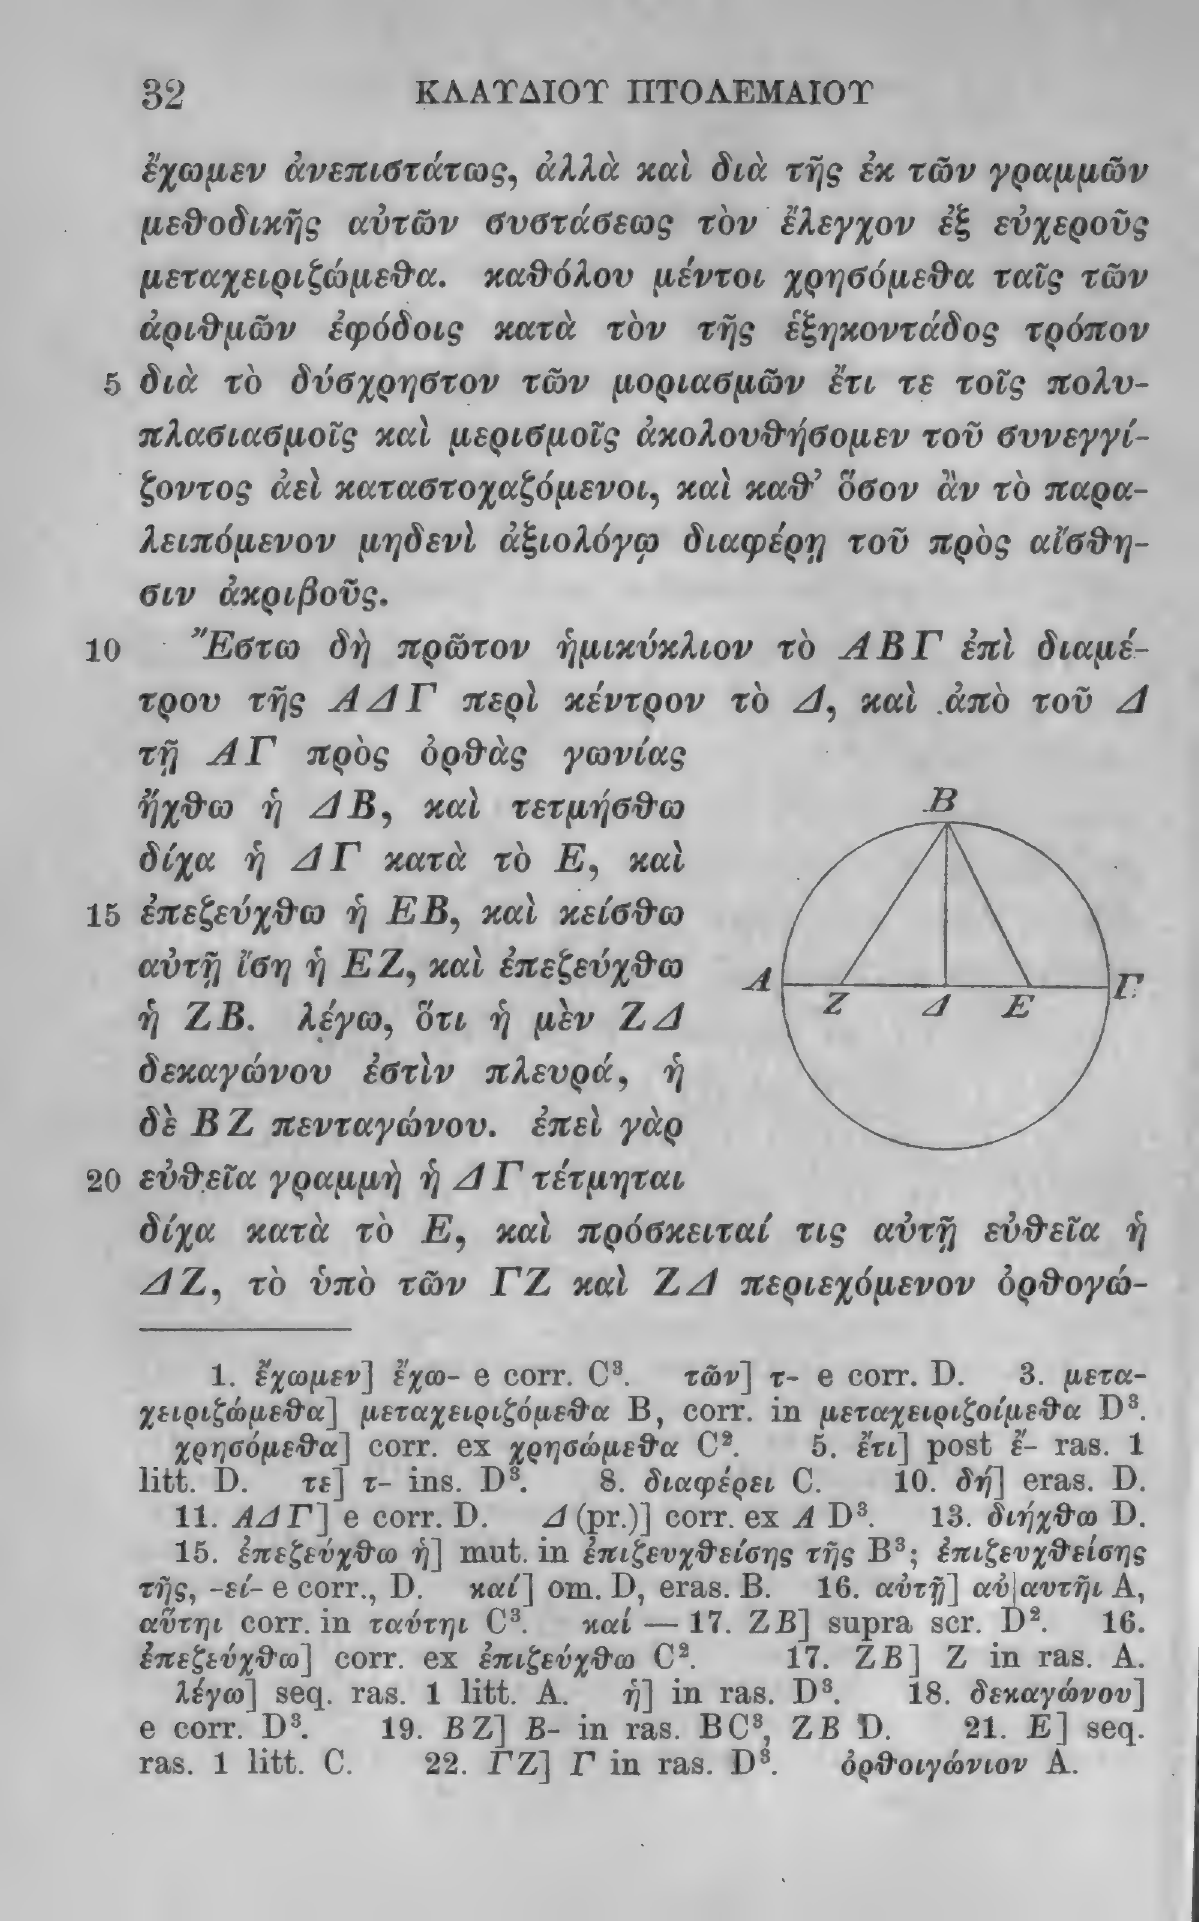 32 ΚΛΑΥΔΙΟΥ ΠΤΟΛΕΜΑΙΟΥ
ἔχωμεν ἀνεπιστάτως, ἀλλὰ καὶ διὰ τῆς ἐκ τῶν γραμμῶν
μεθοδικῆς αὐτῶν συστάσεως τὸν ἔλεγχον ἐξ εὐχεροῦς
μεταχειριζώμεθα. καθόλου μέντοι χρησόμεθα ταῖς τῶν
ἀριθμῶν ἐφόδοις κατὰ τὸν τῆς ἑξηκοντάδος τρόπον
5 διὰ τὸ δύσχρηστον τῶν μοριασμῶν ἔτι τε τοῖς πολυ-
πλασιασμοῖς καὶ μερισμοῖς ἀκολουθήσομεν τοῦ συνεγγί-
ζοντος ἀεὶ καταστοχαζόμενοι, καὶ καθ’ ὅσον ἂν τὸ παρα-
λειπόμενον μηδενὶ ἀξιολόγῳ διαφέρῃ τοῦ πρὸς αἴσθη-
σιν ἀκριβοῦς.
10 Ἔστω δὴ πρῶτον ἡμικύκλιον τὸ ΑΒΓ ἐπὶ διαμέ-
τρου τῆς ΑΔΓ περὶ κέντρον τὸ Δ, καὶ ἀπὸ τοῦ Δ
τῇ ΑΓ πρὸς ὀρθὰς γωνίας
ἤχθω ἡ ΔΒ, καὶ τετμήσθω
δίχα ἡ ΔΓ κατὰ τὸ Ε, καὶ
15 ἐπεζεύχθω ἡ ΕΒ, καὶ κείσθω
αὐτῇ ἴση ἡ ΕΖ, καὶ ἐπεζεύχθω
ἡ ΖΒ. λέγω, ὅτι ἡ μὲν ΖΔ
δεκαγώνου ἐστὶν πλευρά, ἡ
δὲ ΒΖ πενταγώνου. ἐπεὶ γὰρ
20 εὐθεῖα γραμμὴ ἡ ΔΓ τέτμηται
Β
Α
Ζ Δ Ε
Γ
δίχα κατὰ τὸ Ε, καὶ πρόσκειταί τις αὐτῇ εὐθεῖα ἡ
ΔΖ, τὸ ὑπὸ τῶν ΓΖ καὶ ΖΔ περιεχόμενον ὀρθογώ-
1. ἔχωμεν] ἔχω- e corr. C³. τῶν] τ- e corr. D. 3. μετα-
χειριζώμεθα] μεταχειριζόμεθα B, corr. in μεταχειριζοίμεθα D³.
χρησόμεθα] corr. ex χρησώμεθα C². 5. ἔτι] post ἔ- ras. 1
litt. D. τε] τ- ins. D³. 8. διαφέρει C. 10. δή] eras. D.
11. ΑΔΓ] e corr. D. Δ (pr.)] corr. ex Α D³. 13. διήχθω D.
15. ἐπεζεύχθω ἡ] mut. in ἐπιζευχθείσης τῆς B³; ἐπιζευχθείσης
τῆς, -εί- e corr., D. καί] om. D, eras. B. 16. αὐτῇ] αὐ|αυτῆι A,
αὕτηι corr. in ταύτηι C³. καί — 17. ΖΒ] supra scr. D². 16.
ἐπεζεύχθω] corr. ex ἐπιζεύχθω C². 17. ΖΒ] Ζ in ras. A.
λέγω] seq. ras. 1 litt. A. ἡ] in ras. D³. 18. δεκαγώνου]
e corr. D³. 19. ΒΖ] Β- in ras. BC³, ΖΒ D. 21. Ε] seq.
ras. 1 litt. C. 22. ΓΖ] Γ in ras. D³. ὀρθοιγώνιον A.